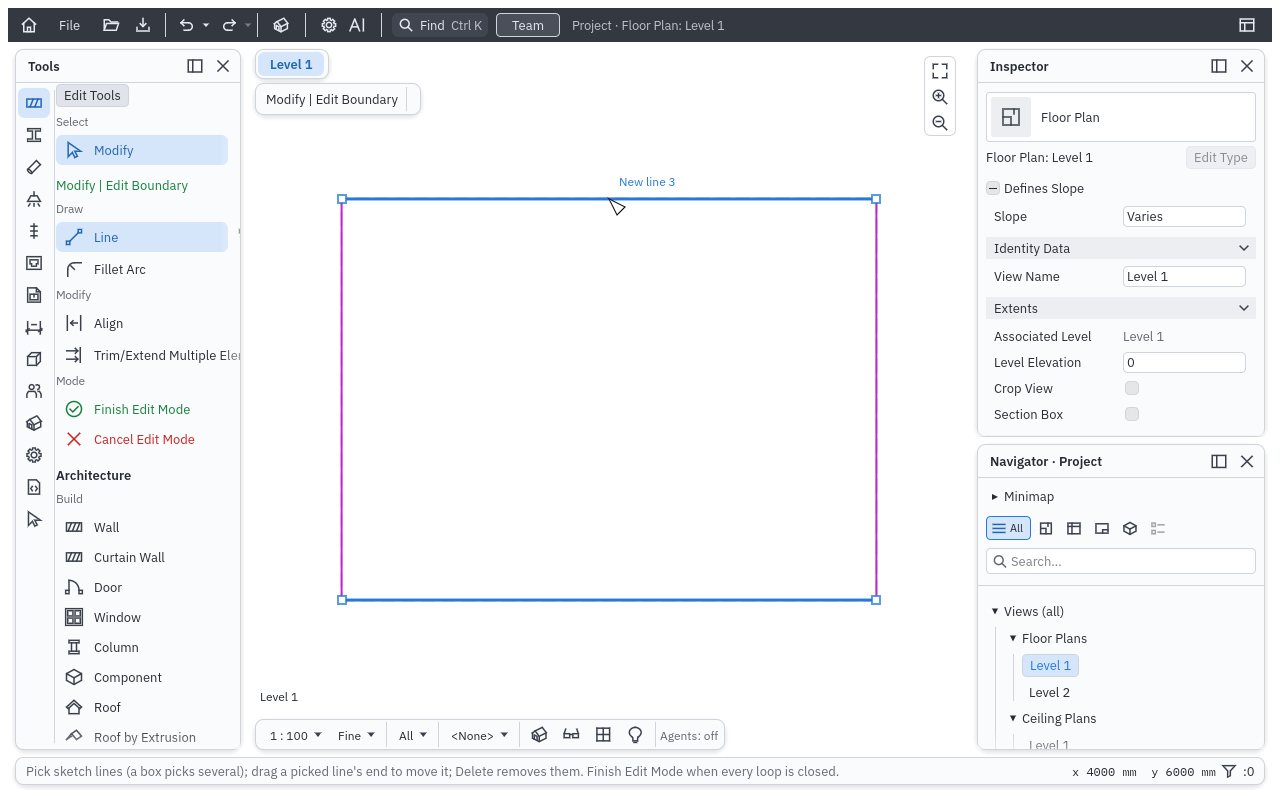 File
Find Ctrl K
Team
Project · Floor Plan: Level 1
Tools
Edit Tools
Select
Modify
Modify | Edit Boundary
Draw
Line
Fillet Arc
Modify
Align
Trim/Extend Multiple
Mode
Finish Edit Mode
Cancel Edit Mode
Architecture
Build
Wall
Curtain Wall
Door
Window
Column
Component
Roof
Roof by Extrusion
Level 1
Modify | Edit Boundary
New line 3
Level 1
1 : 100
Fine
All
<None>
Agents: off
Inspector
Floor Plan
Floor Plan: Level 1
Edit Type
Defines Slope
Slope Varies
Identity Data
View Name Level 1
Extents
Associated Level Level 1
Level Elevation 0
Crop View
Section Box
Navigator · Project
Minimap
All
Search...
Views (all)
Floor Plans
Level 1
Level 2
Ceiling Plans
Level 1
Pick sketch lines (a box picks several); drag a picked line's end to move it; Delete removes them. Finish Edit Mode when every loop is closed.
x 4000 mm y 6000 mm :0